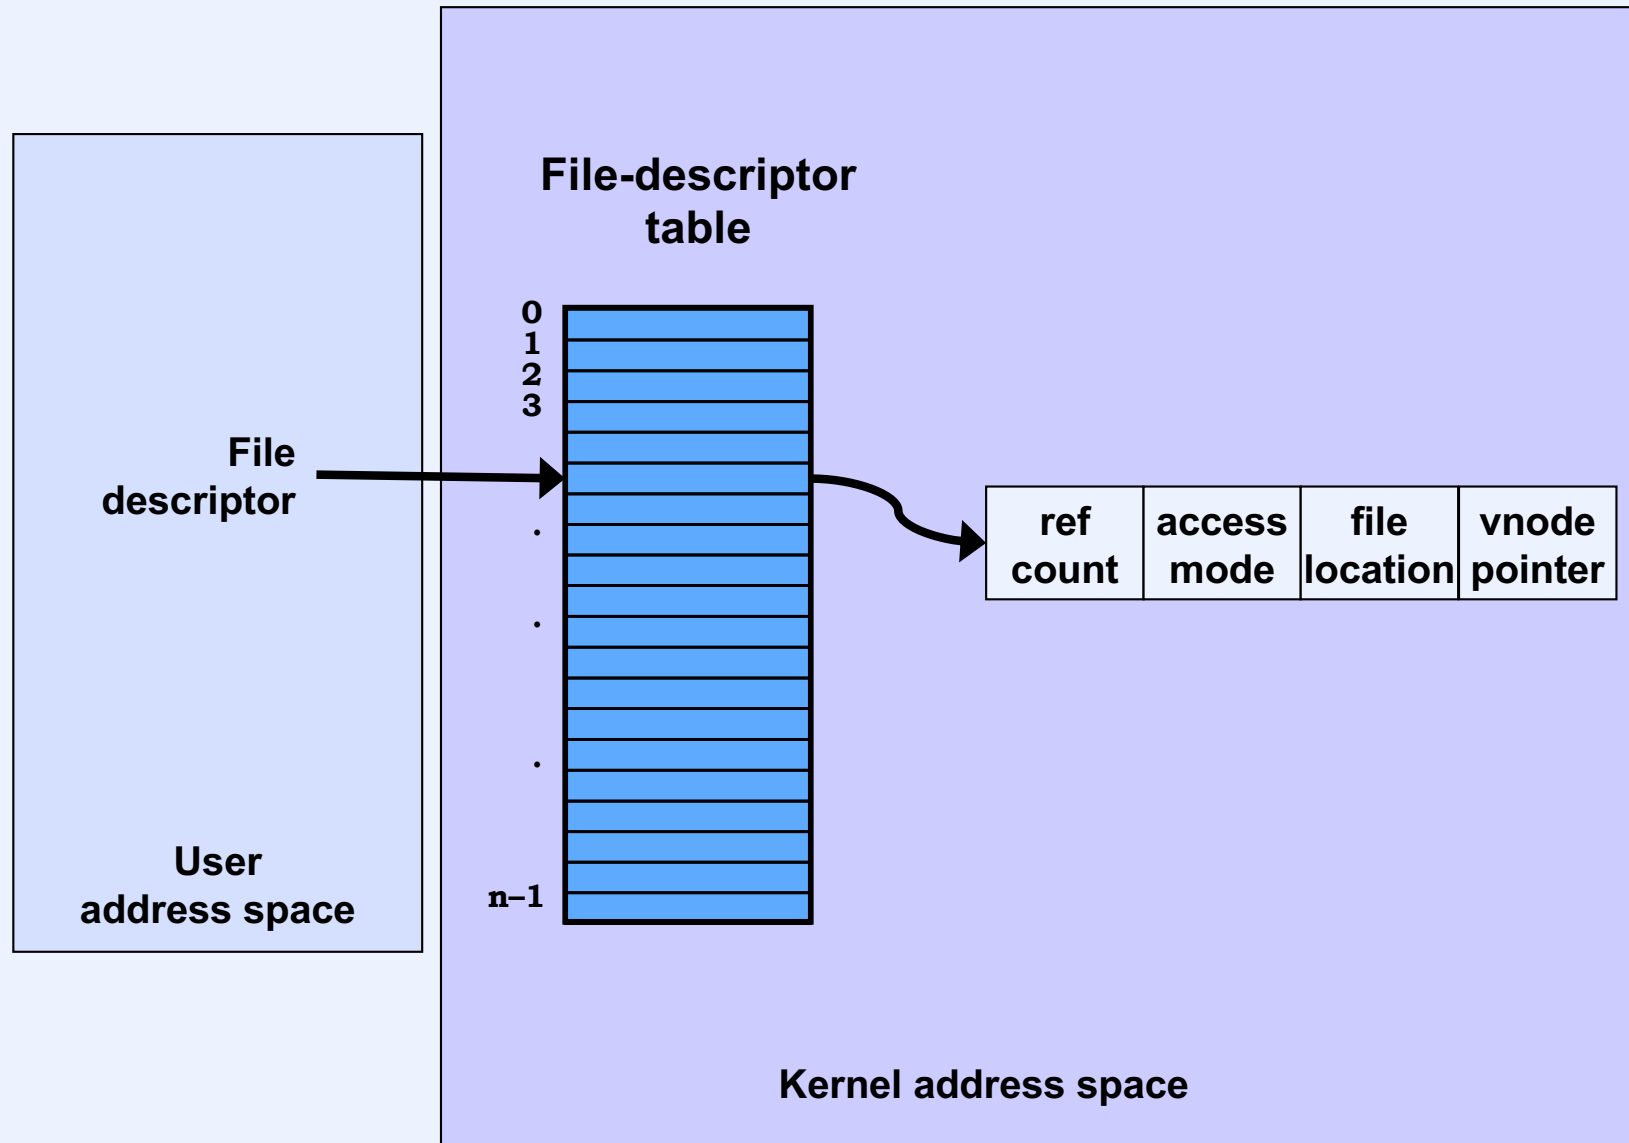 File-descriptor
table
0
1
2
3
File
descriptor
.
.
.
n-1
ref
count
access
mode
file
location
vnode
pointer
User
address space
Kernel address space